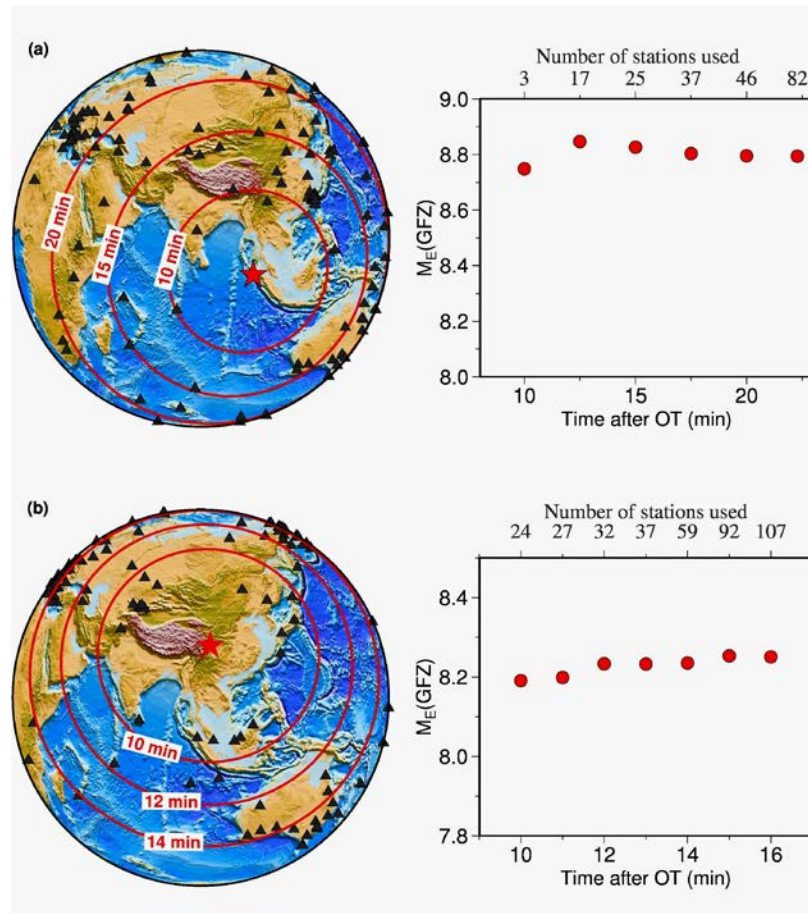 (a)
20 min
15 min
10 min
Number of stations used
3 17 25 37 46 82
9.0
8.8
8.6
8.4
8.2
8.0
M_E(GFZ)
10 15 20
Time after OT (min)
(b)
10 min
12 min
14 min
Number of stations used
24 27 32 37 59 92 107
8.4
8.2
8.0
7.8
M_E(GFZ)
10 12 14 16
Time after OT (min)